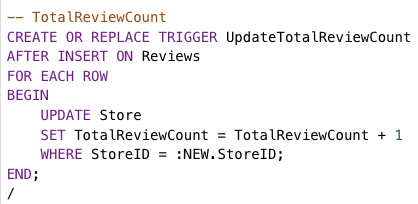 -- TotalReviewCount
CREATE OR REPLACE TRIGGER UpdateTotalReviewCount
AFTER INSERT ON Reviews
FOR EACH ROW
BEGIN
    UPDATE Store
    SET TotalReviewCount = TotalReviewCount + 1
    WHERE StoreID = :NEW.StoreID;
END;
/